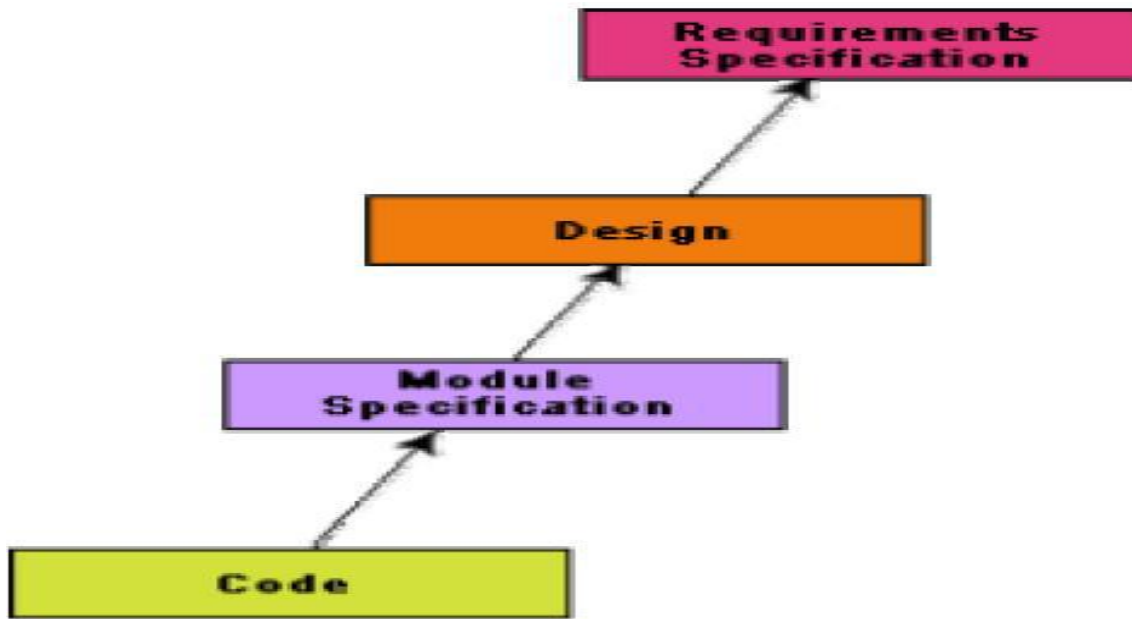 Requirements
Specification
Design
Module
Specification
Code